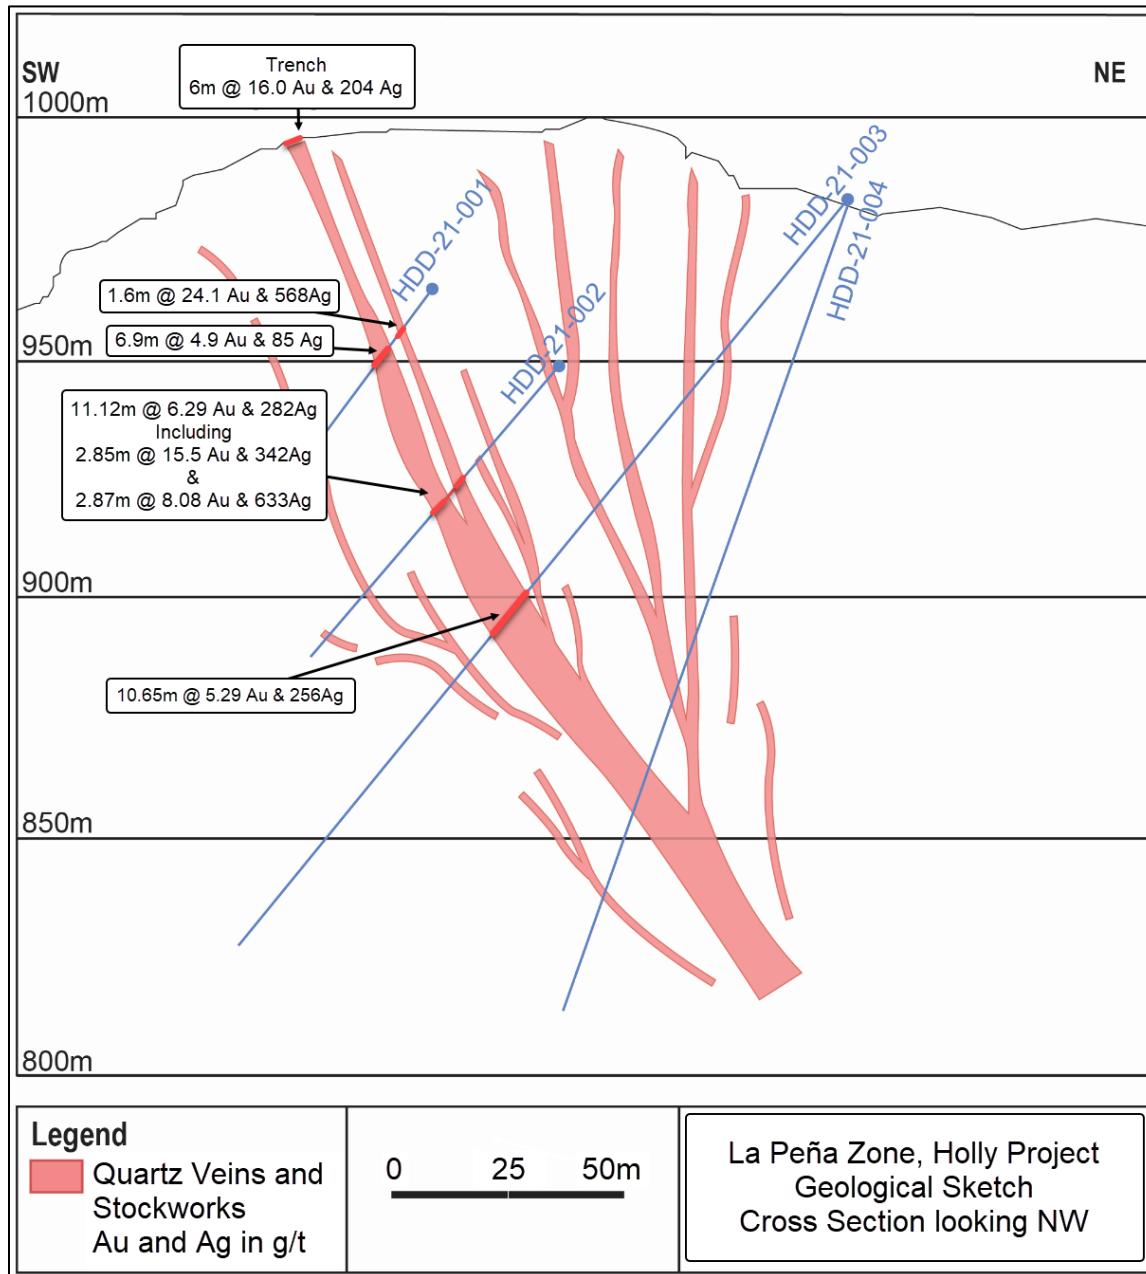 Trench
6m @ 16.0 Au & 204 Ag
SW
NE
1000m
HDD-21-001
HDD-21-003
HDD-21-004
1.6m @ 24.1 Au & 568Ag
HDD-21-002
6.9m @ 4.9 Au & 85 Ag
950m
11.12m @ 6.29 Au & 282Ag
Including
2.85m @ 15.5 Au & 342Ag
&
2.87m @ 8.08 Au & 633Ag
900m
10.65m @ 5.29 Au & 256Ag
850m
800m
Legend
Quartz Veins and
Stockworks
Au and Ag in g/t
0 25 50m
La Peña Zone, Holly Project
Geological Sketch
Cross Section looking NW